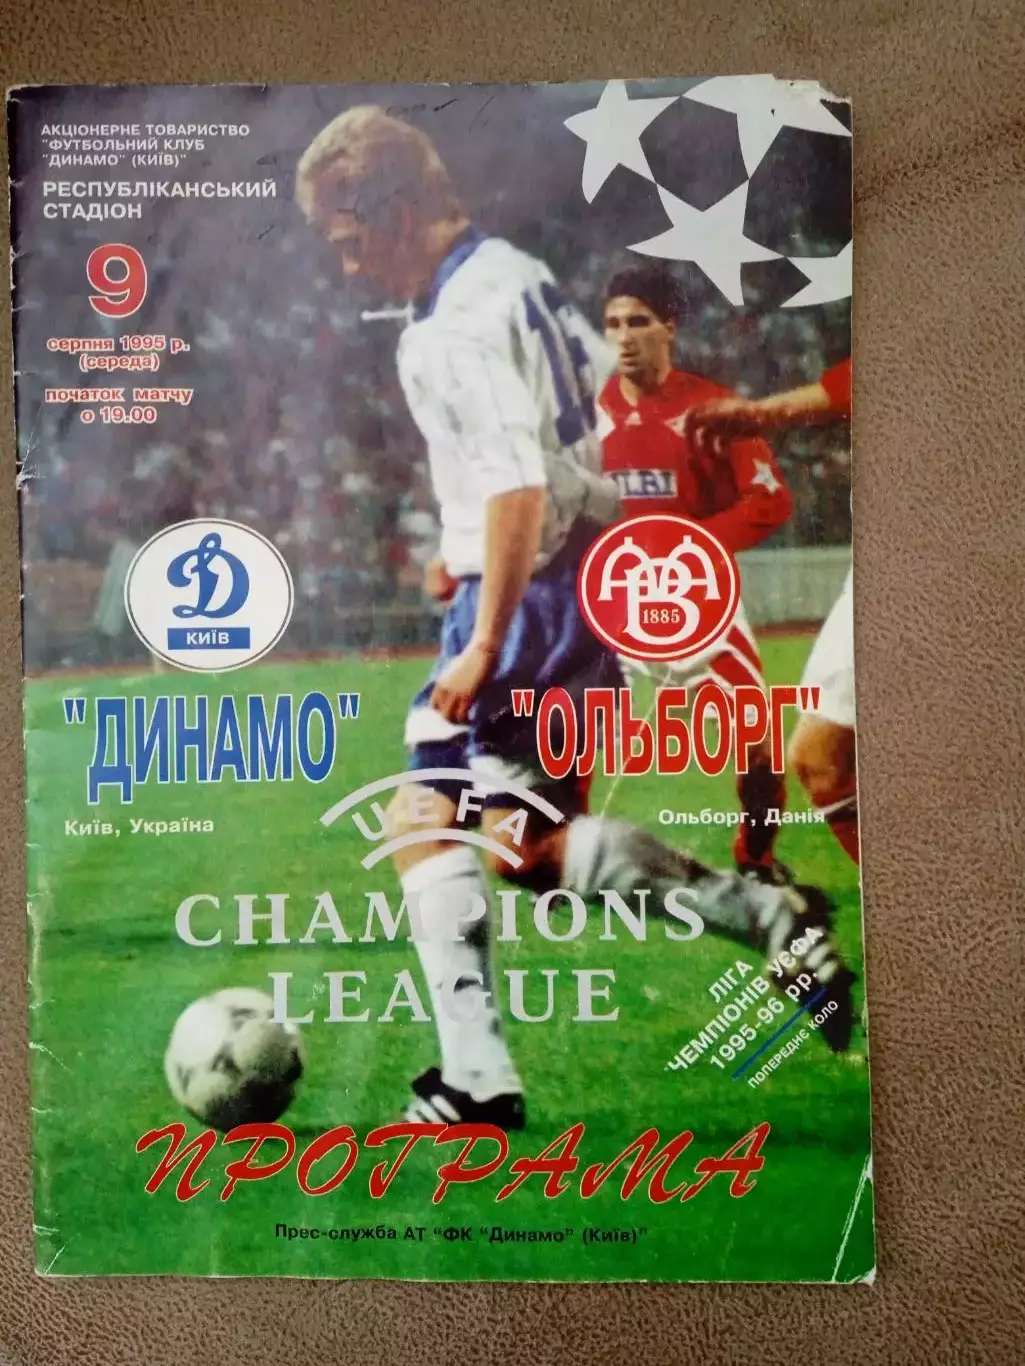 АКЦІОНЕРНЕ ТОВАРИСТВО
"ФУТБОЛЬНИЙ КЛУБ
"ДИНАМО" (КИЇВ)"
РЕСПУБЛІКАНСЬКИЙ
СТАДІОН
9
серпня 1995 р.
(середа)
початок матчу
о 19.00
Д
КИЇВ
AaB
1885
"ДИНАМО"
"ОЛЬБОРГ"
Київ, Україна
Ольборг, Данія
UEFA
CHAMPIONS
LEAGUE
ЛІГА
ЧЕМПІОНІВ УЄФА
1995-96 рр.
ПОПЕРЕДНЄ КОЛО
ПРОГРАМА
Прес-служба АТ "ФК "Динамо" (Київ)"